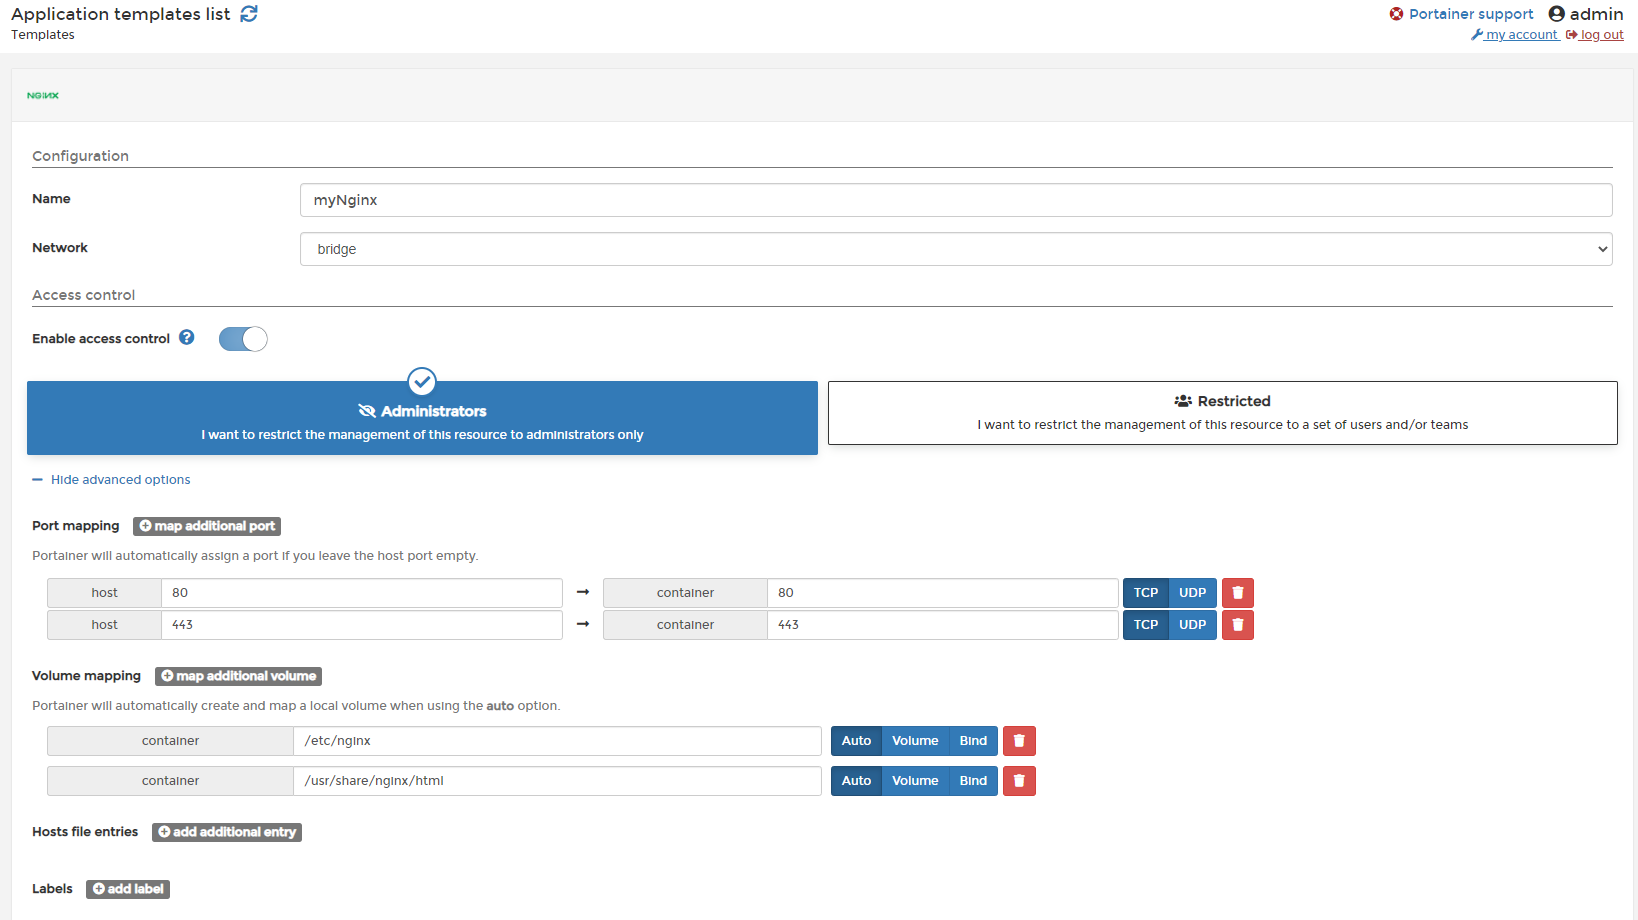 Application templates list
Portainer support admin
Templates
my account log out
NGINX
Configuration
Name
myNginx
Network
bridge
Access control
Enable access control
Administrators
I want to restrict the management of this resource to administrators only
Restricted
I want to restrict the management of this resource to a set of users and/or teams
Hide advanced options
Port mapping map additional port
Portainer will automatically assign a port if you leave the host port empty.
host 80 → container 80 TCP UDP
host 443 → container 443 TCP UDP
Volume mapping map additional volume
Portainer will automatically create and map a local volume when using the auto option.
container /etc/nginx Auto Volume Bind
container /usr/share/nginx/html Auto Volume Bind
Hosts file entries add additional entry
Labels add label